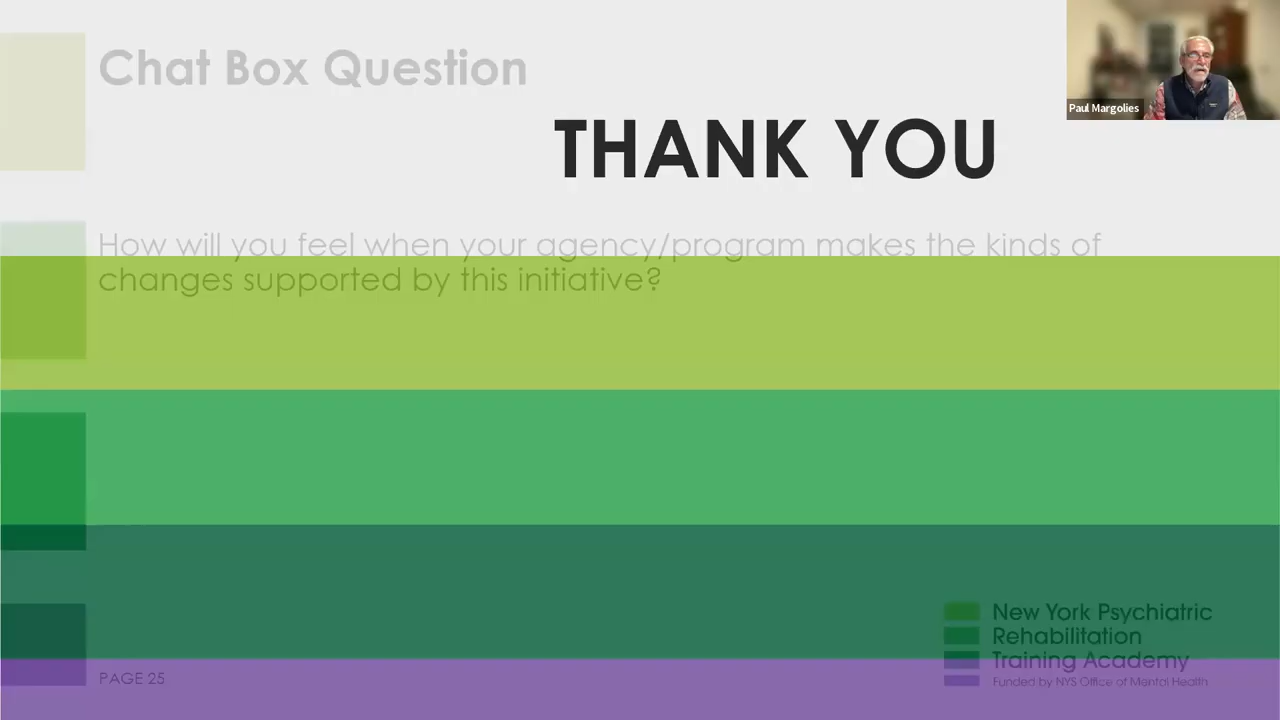 Chat Box Question
Paul Margolies
THANK YOU
How will you feel when your agency/program makes the kinds of
changes supported by this initiative?
New York Psychiatric
Rehabilitation
Training Academy
Funded by NYS Office of Mental Health
PAGE 25